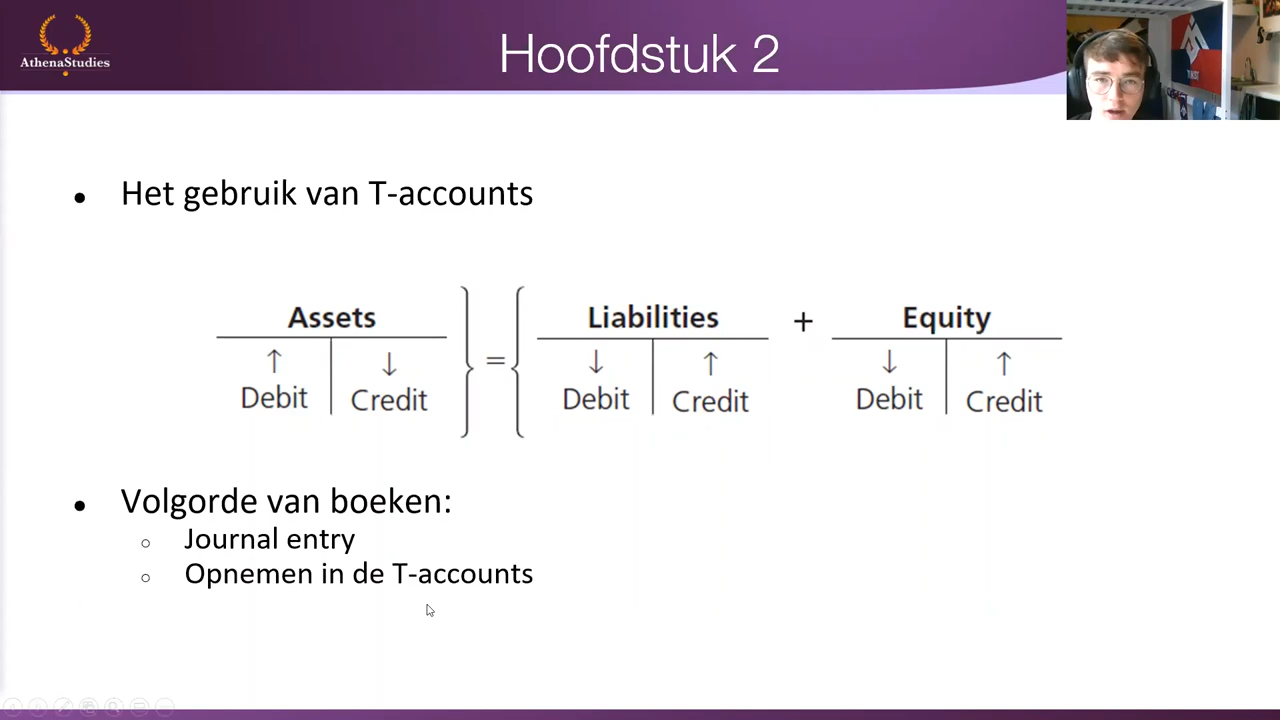 AthenaStudies
Hoofdstuk 2
• Het gebruik van T-accounts
Assets = Liabilities + Equity
↑ ↓ ↓ ↑ ↓ ↑
Debit Credit Debit Credit Debit Credit
• Volgorde van boeken:
○ Journal entry
○ Opnemen in de T-accounts